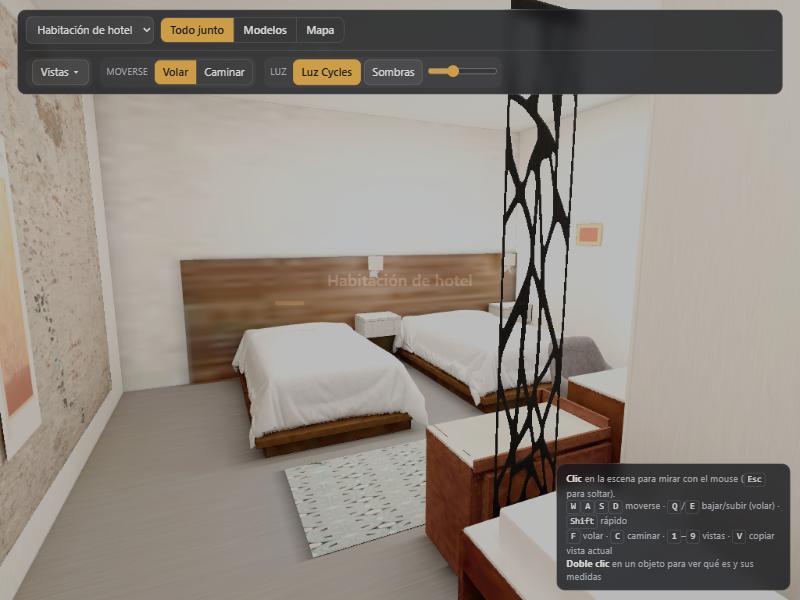 Habitación de hotel
Todo junto
Modelos
Mapa
Vistas
MOVERSE
Volar
Caminar
LUZ
Luz Cycles
Sombras
Habitación de hotel
Clic en la escena para mirar con el mouse ( Esc
para soltar).
W A S D moverse · Q / E bajar/subir (volar) ·
Shift rápido
F volar · C caminar · 1 – 9 vistas · V copiar
vista actual
Doble clic en un objeto para ver qué es y sus
medidas